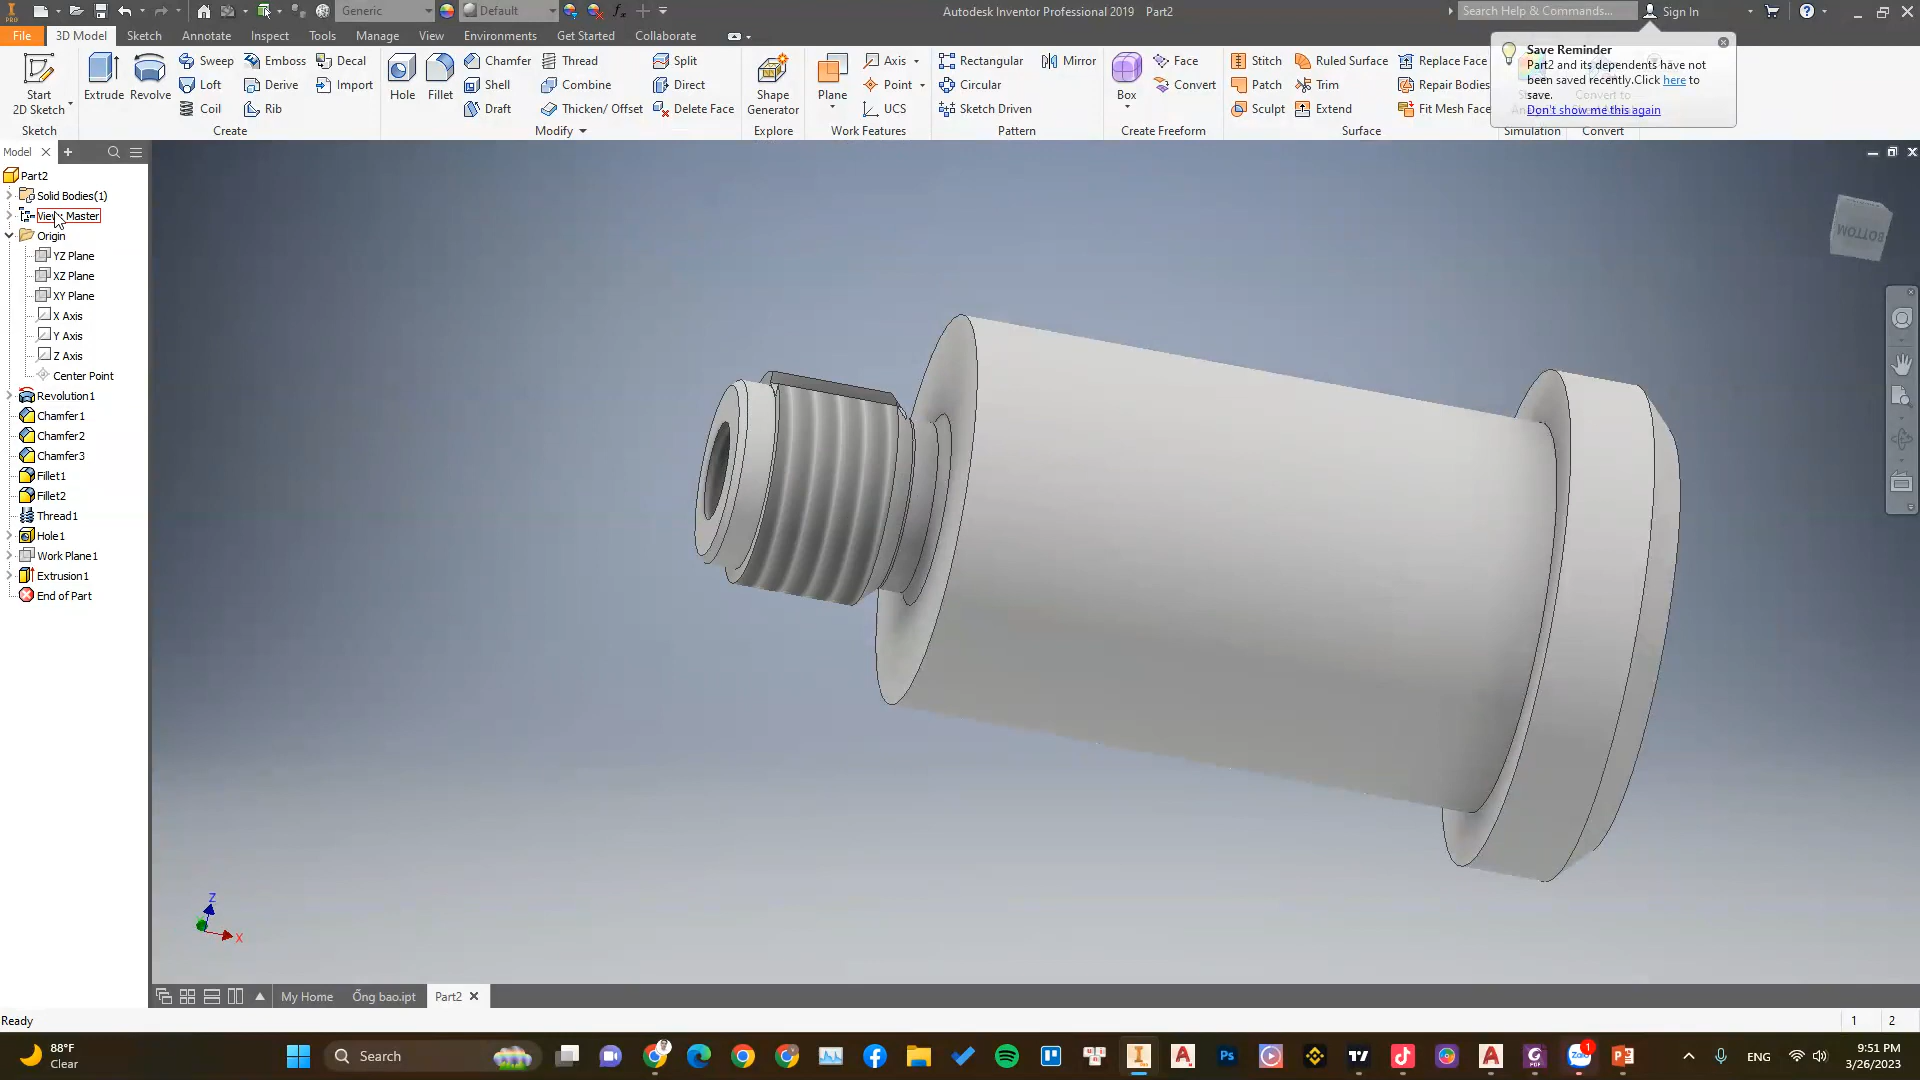 Generic
Default
Autodesk Inventor Professional 2019 Part2
Search Help & Commands...
Sign In
File 3D Model Sketch Annotate Inspect Tools Manage View Environments Get Started Collaborate
Start
2D Sketch
Sketch
Extrude
Revolve
Sweep
Loft
Coil
Emboss
Derive
Rib
Decal
Import
Create
Hole
Fillet
Chamfer
Shell
Draft
Thread
Combine
Thicken/ Offset
Split
Direct
Delete Face
Modify
Shape
Generator
Explore
Plane
Axis
Point
UCS
Work Features
Rectangular
Circular
Sketch Driven
Mirror
Pattern
Box
Face
Convert
Create Freeform
Stitch
Patch
Sculpt
Ruled Surface
Trim
Extend
Replace Face
Repair Bodies
Fit Mesh Face
Surface
Simulation
Convert
Save Reminder
Part2 and its dependents have not
been saved recently.Click here to
save.
Don't show me this again
Model
Part2
Solid Bodies(1)
View: Master
Origin
YZ Plane
XZ Plane
XY Plane
X Axis
Y Axis
Z Axis
Center Point
Revolution1
Chamfer1
Chamfer2
Chamfer3
Fillet1
Fillet2
Thread1
Hole1
Work Plane1
Extrusion1
End of Part
BOTTOM
Z
X
My Home Ống bao.ipt Part2
Ready
1 2
88°F
Clear
Search
Ps
Zalo
1
ENG
9:51 PM
3/26/2023